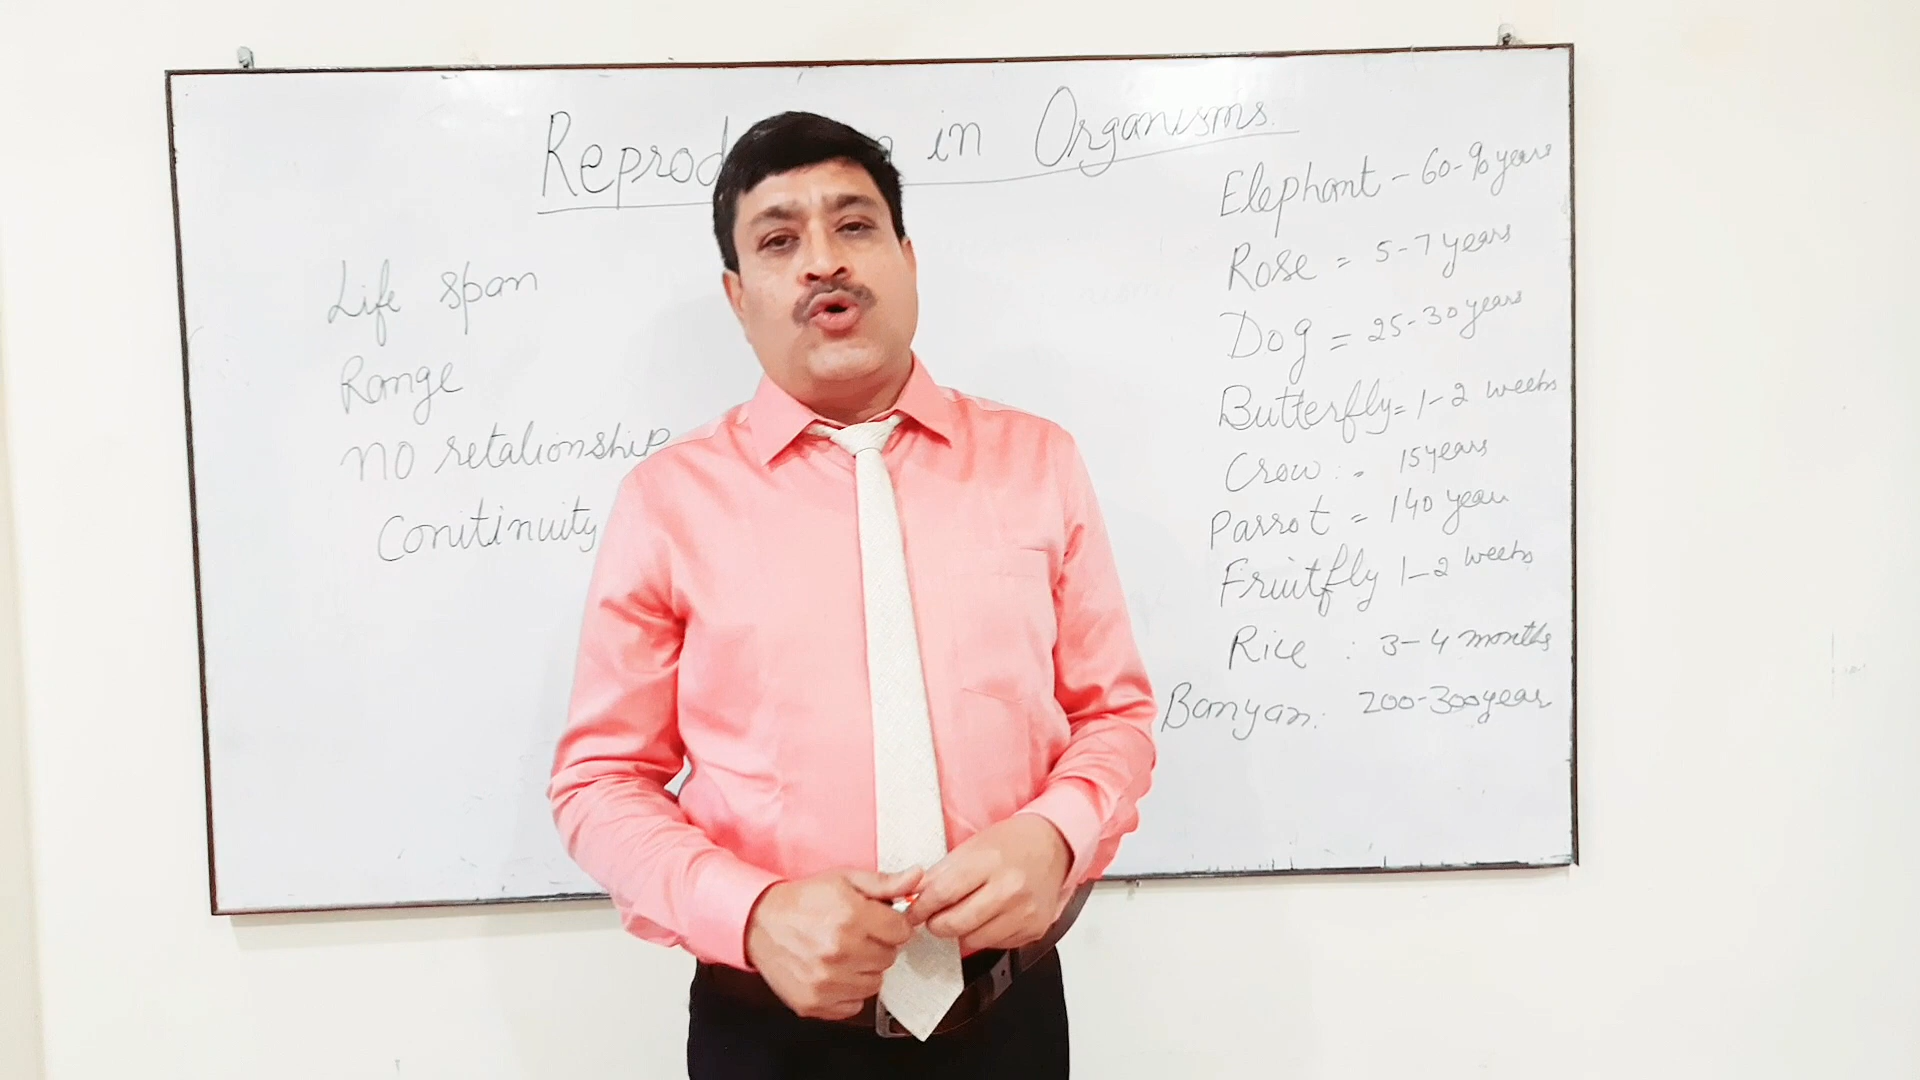 Reprod n in Organisms.
Life span
Range
NO retalionship
Conitinuity
Elephant - 60-90 years
Rose = 5-7 years
Dog = 25-30 years
Butterfly = 1-2 weeks
Crow : = 15 years
Parrot = 140 year
Fruitfly 1-2 weeks
Rice : 3-4 months
Banyan : 200-300 year